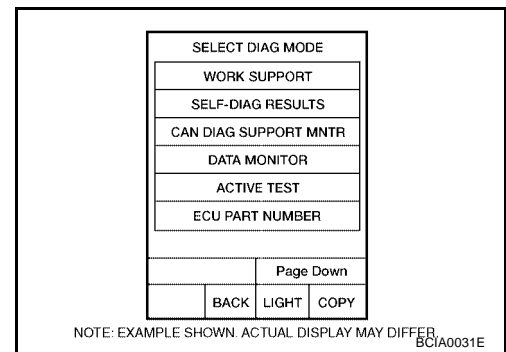 SELECT DIAG MODE
WORK SUPPORT
SELF-DIAG RESULTS
CAN DIAG SUPPORT MNTR
DATA MONITOR
ACTIVE TEST
ECU PART NUMBER
Page Down
BACK LIGHT COPY
NOTE: EXAMPLE SHOWN. ACTUAL DISPLAY MAY DIFFER.
BCIA0031E